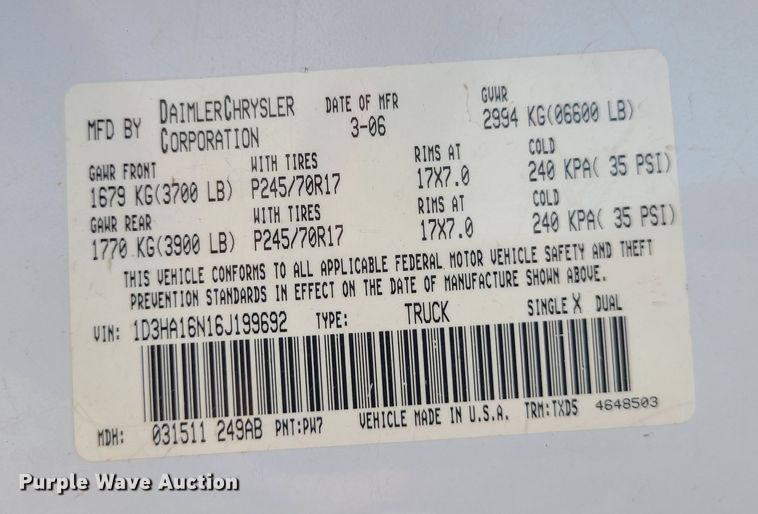 MFD BY DAIMLERCHRYSLER CORPORATION DATE OF MFR 3-06 GVWR 2994 KG(06600 LB)
GAWR FRONT WITH TIRES RIMS AT COLD
1679 KG(3700 LB) P245/70R17 17X7.0 240 KPA( 35 PSI)
GAWR REAR WITH TIRES RIMS AT COLD
1770 KG(3900 LB) P245/70R17 17X7.0 240 KPA( 35 PSI)
THIS VEHICLE CONFORMS TO ALL APPLICABLE FEDERAL MOTOR VEHICLE SAFETY AND THEFT
PREVENTION STANDARDS IN EFFECT ON THE DATE OF MANUFACTURE SHOWN ABOVE.
VIN: 1D3HA16N16J199692 TYPE: TRUCK SINGLE X DUAL
MDH: 031511 249AB PNT:PW7 VEHICLE MADE IN U.S.A. TRM:TXD5 4648503
Purple Wave Auction